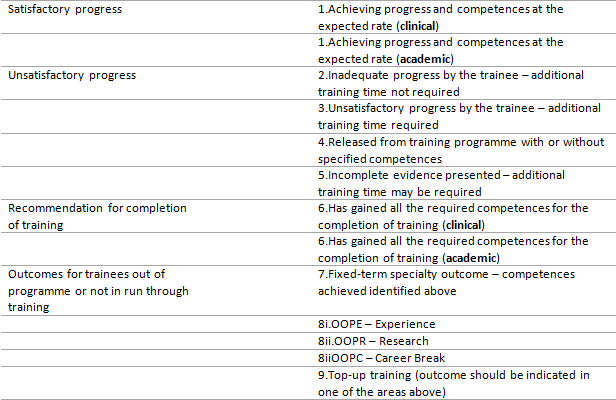 Satisfactory progress
1.Achieving progress and competences at the
expected rate (clinical)
1.Achieving progress and competences at the
expected rate (academic)
Unsatisfactory progress
2.Inadequate progress by the trainee – additional
training time not required
3.Unsatisfactory progress by the trainee – additional
training time required
4.Released from training programme with or without
specified competences
5.Incomplete evidence presented – additional
training time may be required
Recommendation for completion
of training
6.Has gained all the required competences for the
completion of training (clinical)
6.Has gained all the required competences for the
completion of training (academic)
Outcomes for trainees out of
programme or not in run through
training
7.Fixed-term specialty outcome – competences
achieved identified above
8i.OOPE – Experience
8ii.OOPR – Research
8iiOOPC – Career Break
9.Top-up training (outcome should be indicated in
one of the areas above)